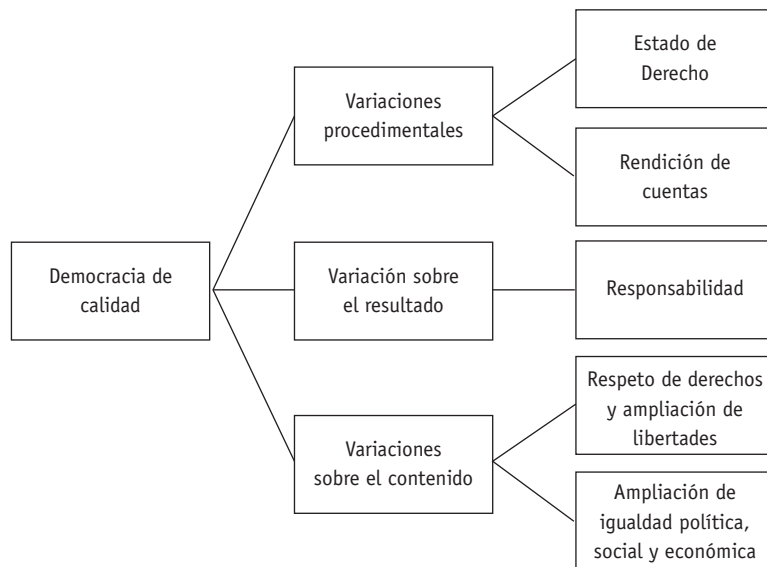 Democracia de
calidad
Variaciones
procedimentales
Estado de
Derecho
Rendición de
cuentas
Variación sobre
el resultado
Responsabilidad
Variaciones
sobre el contenido
Respeto de derechos
y ampliación de
libertades
Ampliación de
igualdad política,
social y económica